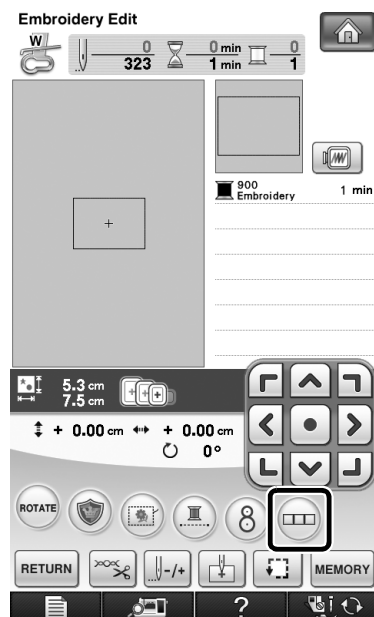 Embroidery Edit
W
0 0 min 0
323 1 min 1
900
Embroidery 1 min
5.3 cm
7.5 cm
+ 0.00 cm + 0.00 cm
0°
ROTATE
8
RETURN -/+ MEMORY
?